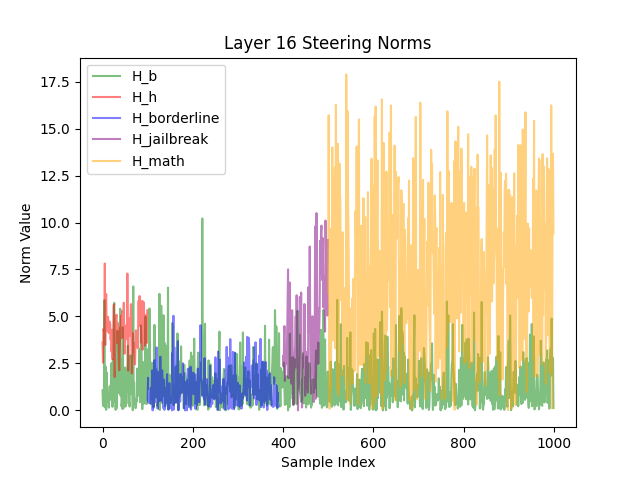 Layer 16 Steering Norms
H_b
H_h
H_borderline
H_jailbreak
H_math
Norm Value
17.5
15.0
12.5
10.0
7.5
5.0
2.5
0.0
0 200 400 600 800 1000
Sample Index